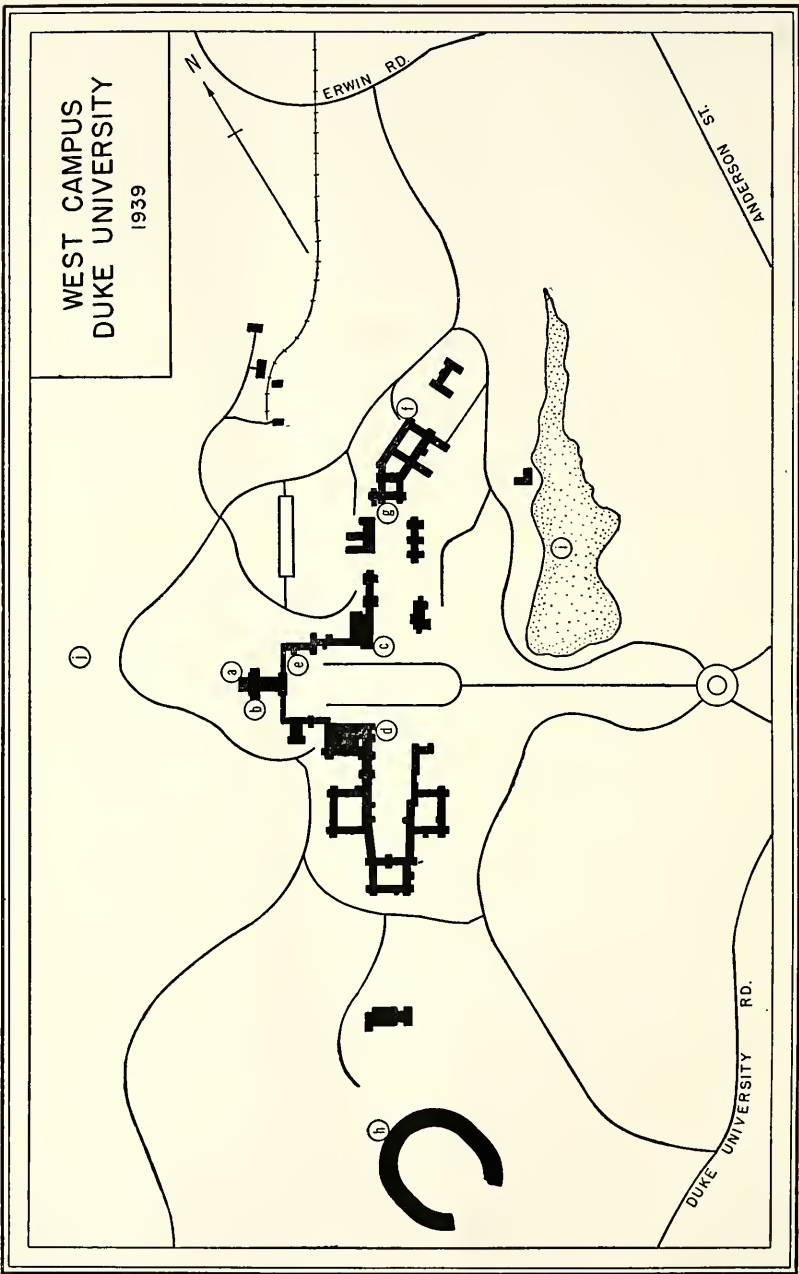 WEST CAMPUS
DUKE UNIVERSITY
1939
N
ERWIN RD.
ANDERSON ST.
f
g
i
j
a
e
c
b
d
h
DUKE UNIVERSITY RD.